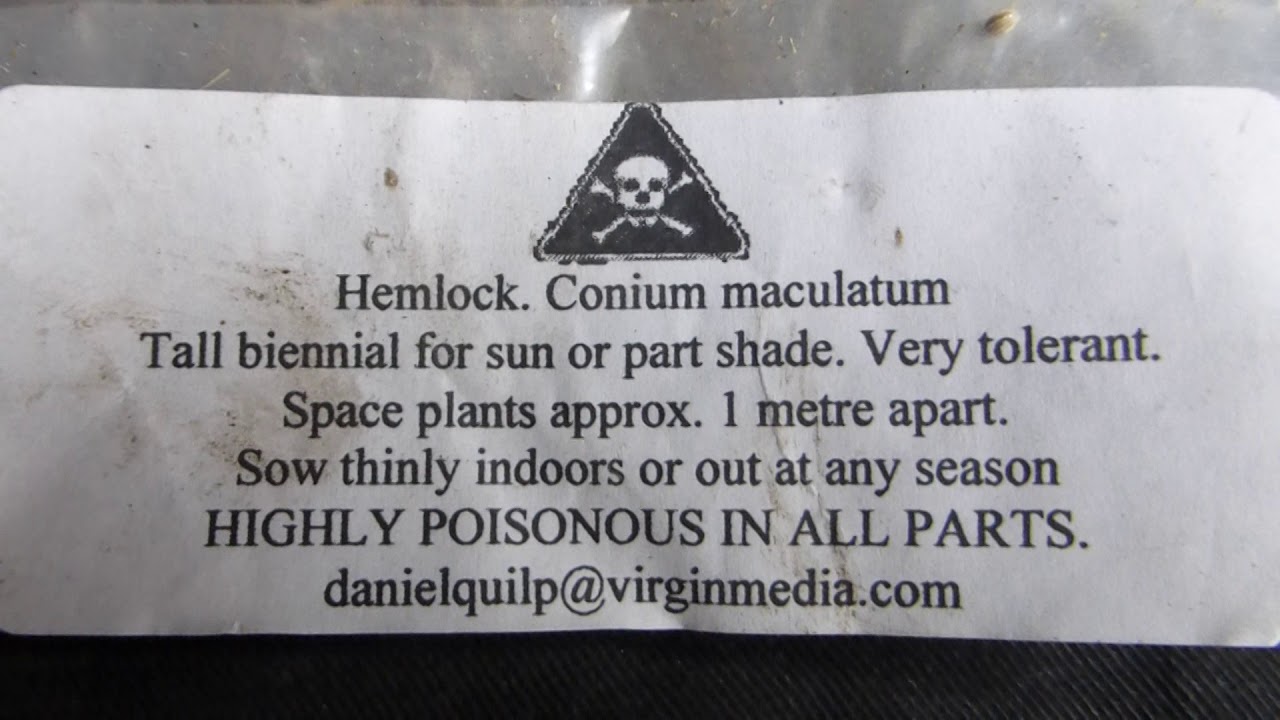 Hemlock. Conium maculatum
Tall biennial for sun or part shade. Very tolerant.
Space plants approx. 1 metre apart.
Sow thinly indoors or out at any season
HIGHLY POISONOUS IN ALL PARTS.
danielquilp@virginmedia.com